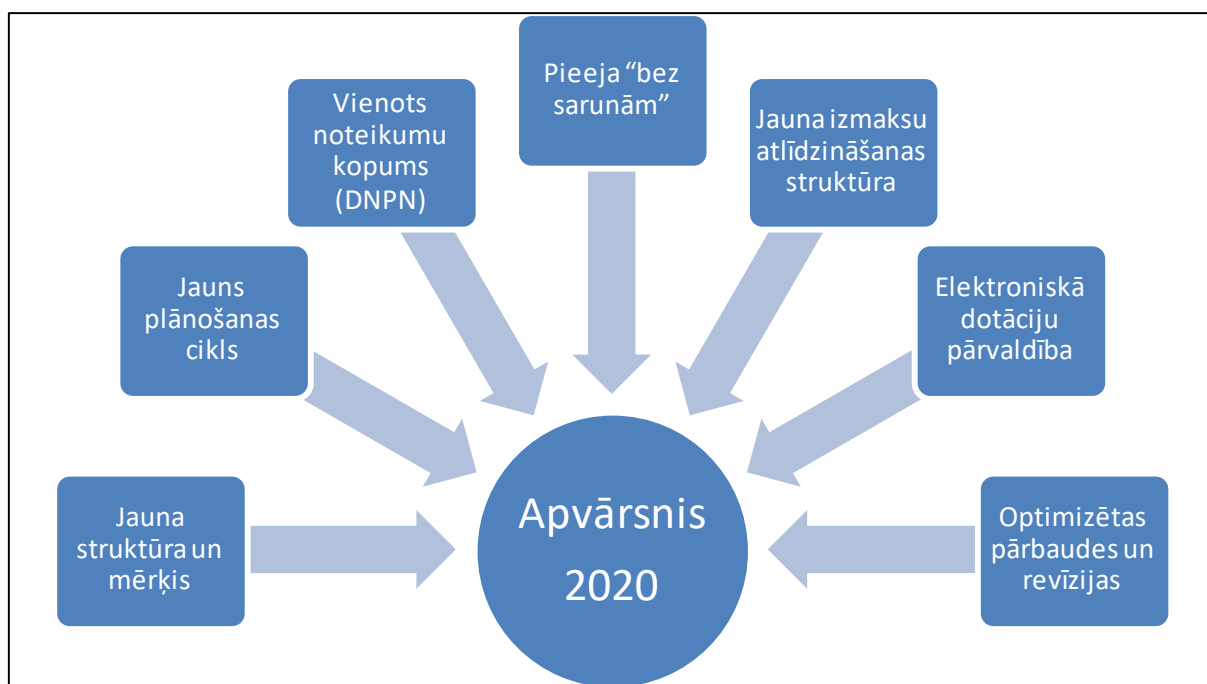 Jauna
struktūra un
mērķis
Jauns
plānošanas
cikls
Vienots
noteikumu
kopums
(DNPN)
Pieeja “bez
sarunām”
Jauna izmaksu
atlīdzināšanas
struktūra
Elektroniskā
dotāciju
pārvaldība
Optimizētas
pārbaudes un
revīzijas
Apvārsnis
2020